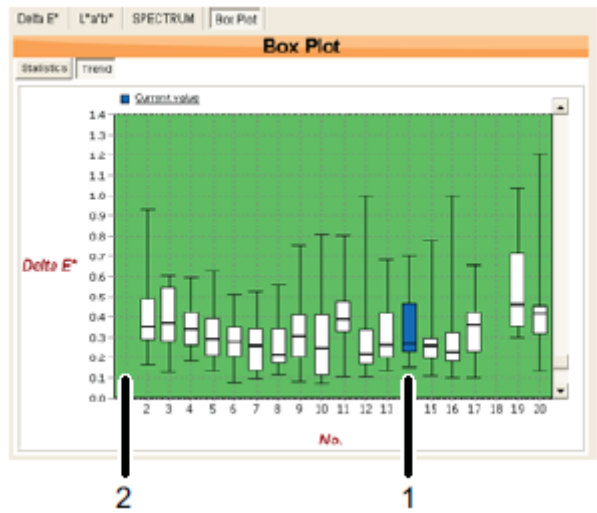 Delta E* L*a*b* SPECTRUM Box Plot
Box Plot
Statistics Trend
Current value
1.4
1.3
1.2
1.1
1.0
0.9
0.8
0.7
Delta E*
0.6
0.5
0.4
0.3
0.2
0.1
0.0
2 3 4 5 6 7 8 9 10 11 12 13 15 16 17 18 19 20
No.
2 1